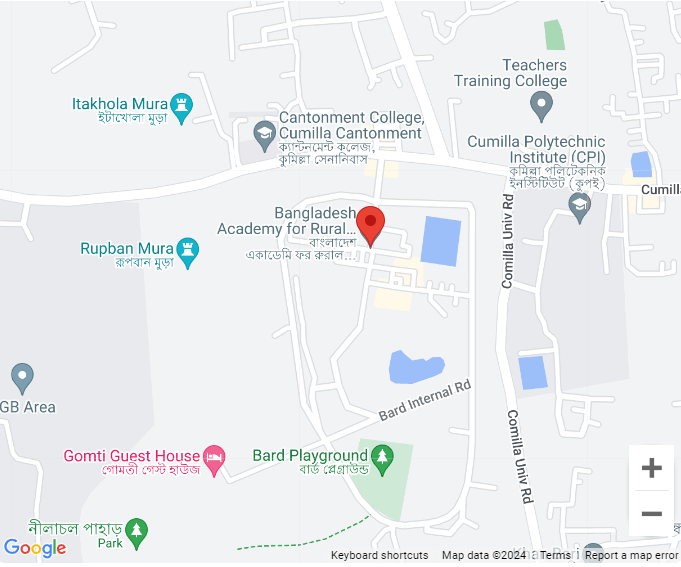 Teachers
Training College
Itakhola Mura
ইটাখোলা মুড়া
Cantonment College,
Cumilla Cantonment
ক্যান্টনমেন্ট কলেজ,
কুমিল্লা সেনানিবাস
Cumilla Polytechnic
Institute (CPI)
কুমিল্লা পলিটেকনিক
ইনস্টিটিউট (কুপই)
Cumilla
Comilla Univ Rd
Bangladesh
Academy for Rural...
বাংলাদেশ
একাডেমি ফর রুরাল...
Rupban Mura
রূপবান মুড়া
GB Area
Bard Internal Rd
Comilla Univ Rd
Gomti Guest House
গোমতী গেস্ট হাউজ
Bard Playground
বার্ড প্লেগ্রাউন্ড
নীলাচল পাহাড়
Park
Google
Keyboard shortcuts
Map data ©2024
Terms
Report a map error